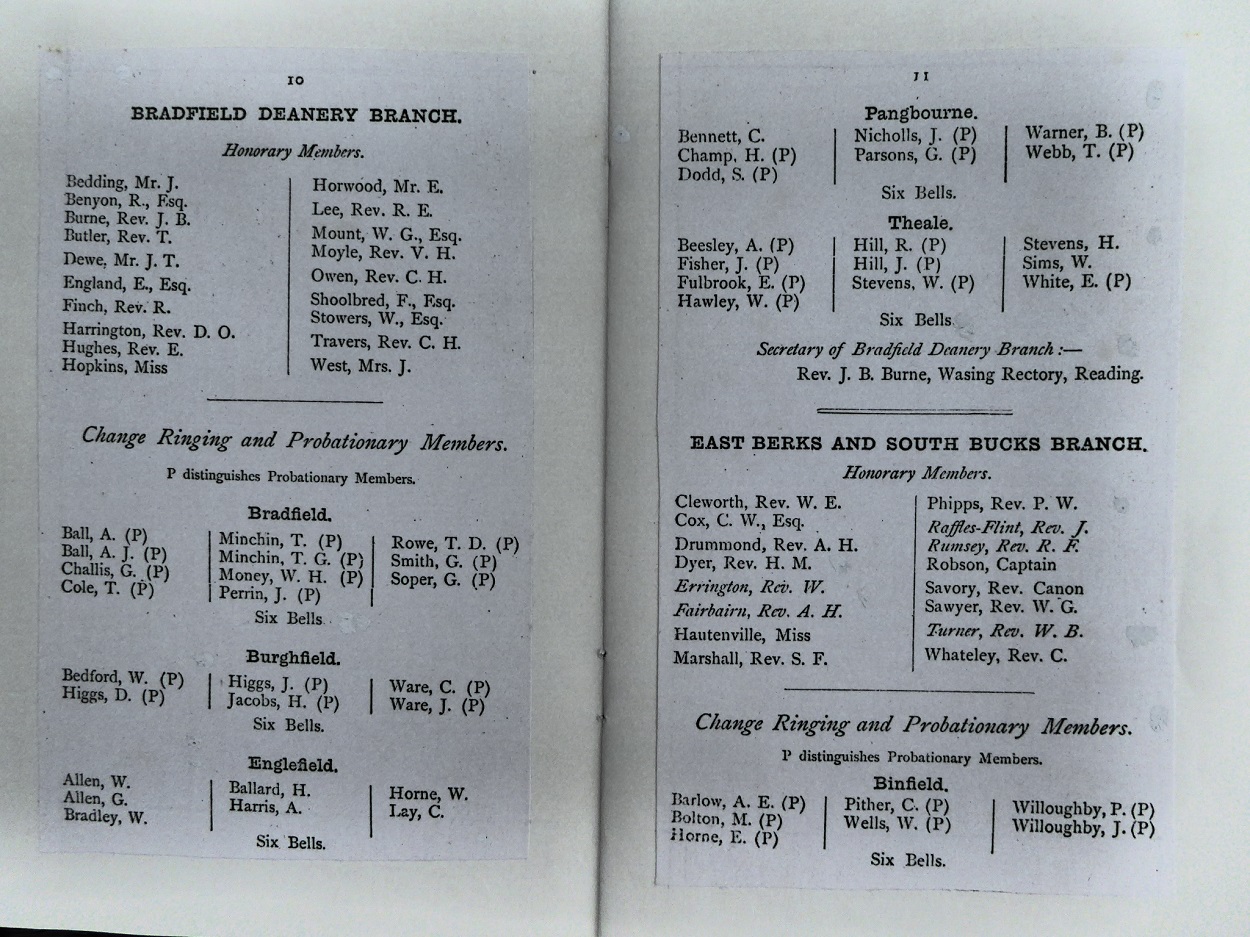 10
BRADFIELD DEANERY BRANCH.
Honorary Members.
Bedding, Mr. J.
Benyon, R., Esq.
Burne, Rev. J. B.
Butler, Rev. T.
Dewe, Mr. J. T.
England, E., Esq.
Finch, Rev. R.
Harrington, Rev. D. O.
Hughes, Rev. E.
Hopkins, Miss
Horwood, Mr. E.
Lee, Rev. R. E.
Mount, W. G., Esq.
Moyle, Rev. V. H.
Owen, Rev. C. H.
Shoolbred, F., Esq.
Stowers, W., Esq.
Travers, Rev. C. H.
West, Mrs. J.
Change Ringing and Probationary Members.
P distinguishes Probationary Members.
Bradfield.
Ball, A. (P)
Ball, A. J. (P)
Challis, G. (P)
Cole, T. (P)
Minchin, T. (P)
Minchin, T. G. (P)
Money, W. H. (P)
Perrin, J. (P)
Rowe, T. D. (P)
Smith, G. (P)
Soper, G. (P)
Six Bells.
Burghfield.
Bedford, W. (P)
Higgs, D. (P)
Higgs, J. (P)
Jacobs, H. (P)
Ware, C. (P)
Ware, J. (P)
Six Bells.
Englefield.
Allen, W.
Allen, G.
Bradley, W.
Ballard, H.
Harris, A.
Horne, W.
Lay, C.
Six Bells.
11
Pangbourne.
Bennett, C.
Champ, H. (P)
Dodd, S. (P)
Nicholls, J. (P)
Parsons, G. (P)
Warner, B. (P)
Webb, T. (P)
Six Bells.
Theale.
Beesley, A. (P)
Fisher, J. (P)
Fulbrook, E. (P)
Hawley, W. (P)
Hill, R. (P)
Hill, J. (P)
Stevens, W. (P)
Stevens, H.
Sims, W.
White, E. (P)
Six Bells
Secretary of Bradfield Deanery Branch :—
Rev. J. B. Burne, Wasing Rectory, Reading.
EAST BERKS AND SOUTH BUCKS BRANCH.
Honorary Members.
Cleworth, Rev. W. E.
Cox, C. W., Esq.
Drummond, Rev. A. H.
Dyer, Rev. H. M.
Errington, Rev. W.
Fairbairn, Rev. A. H.
Hautenville, Miss
Marshall, Rev. S. F.
Phipps, Rev. P. W.
Raffles-Flint, Rev. J.
Rumsey, Rev. R. F.
Robson, Captain
Savory, Rev. Canon
Sawyer, Rev. W. G.
Turner, Rev. W. B.
Whateley, Rev. C.
Change Ringing and Probationary Members.
P distinguishes Probationary Members.
Binfield.
Barlow, A. E. (P)
Bolton, M. (P)
Horne, E. (P)
Pither, C. (P)
Wells, W. (P)
Willoughby, P. (P)
Willoughby, J. (P)
Six Bells.